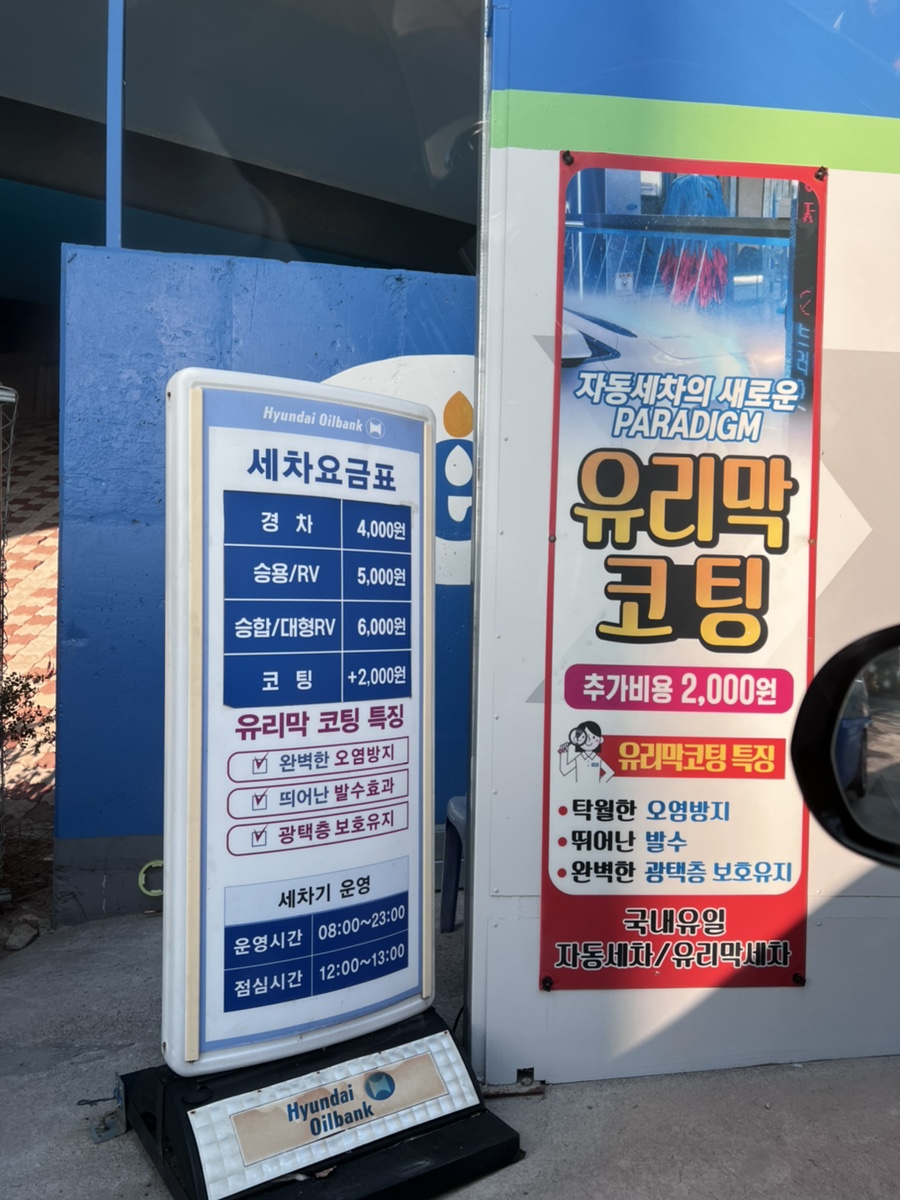 Hyundai Oilbank
세차요금표
경 차 4,000원
승용/RV 5,000원
승합/대형RV 6,000원
코 팅 +2,000원
유리막 코팅 특징
완벽한 오염방지
띄어난 발수효과
광택층 보호유지
세차기 운영
운영시간 08:00~23:00
점심시간 12:00~13:00
Hyundai
Oilbank
자동세차의 새로운
PARADIGM
유리막
코팅
추가비용 2,000원
유리막코팅 특징
•탁월한 오염방지
•뛰어난 발수
•완벽한 광택층 보호유지
국내유일
자동세차/유리막세차